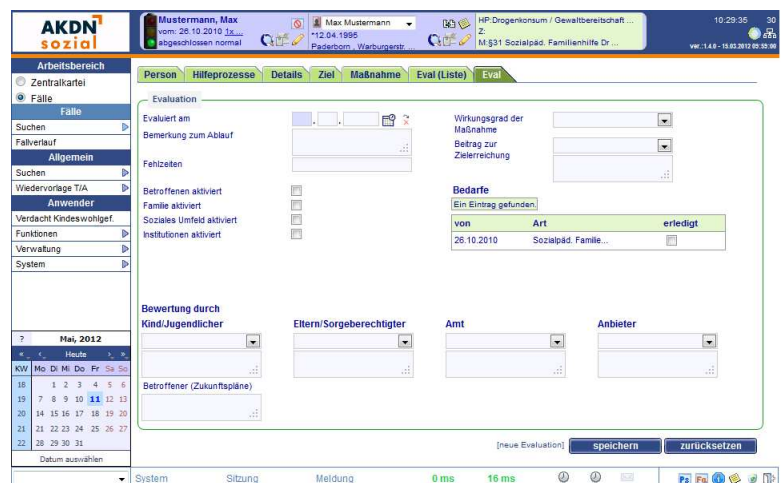 AKDN
sozial
Mustermann, Max
vom: 26.10.2010 1x...
abgeschlossen normal
Max Mustermann
*12.04.1995
Paderborn , Warburgerstr. ...
HP:Drogenkonsum / Gewaltbereitschaft ...
Z:
M:§31 Sozialpäd. Familienhilfe Dr ...
10:29:35 30
ver.:1.4.0 - 15.03.2012 05:55:00
Arbeitsbereich
Zentralkartei
Fälle
Fälle
Suchen
Fallverlauf
Allgemein
Suchen
Wiedervorlage T/A
Anwender
Verdacht Kindeswohlgef.
Funktionen
Verwaltung
System
Person Hilfeprozesse Details Ziel Maßnahme Eval (Liste) Eval
Evaluation
Evaluiert am . .
Bemerkung zum Ablauf
Fehlzeiten
Betroffenen aktiviert
Familie aktiviert
Soziales Umfeld aktiviert
Institutionen aktiviert
Wirkungsgrad der
Maßnahme
Beitrag zur
Zielerreichung
Bedarfe
Ein Eintrag gefunden.
von Art erledigt
26.10.2010 Sozialpäd. Familie...
Bewertung durch
Kind/Jugendlicher Eltern/Sorgeberechtigter Amt Anbieter
Betroffener (Zukunftspläne)
? Mai, 2012
« ‹ Heute › »
KW Mo Di Mi Do Fr Sa So
18 1 2 3 4 5 6
19 7 8 9 10 11 12 13
20 14 15 16 17 18 19 20
21 21 22 23 24 25 26 27
22 28 29 30 31
Datum auswählen
[neue Evaluation] speichern zurücksetzen
System Sitzung Meldung 0 ms 16 ms Ps Fa